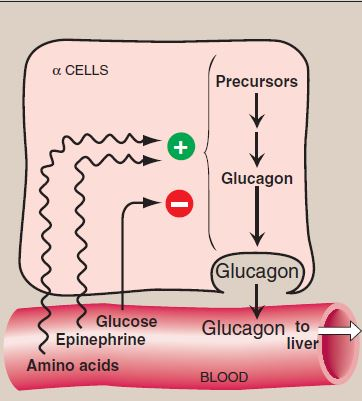 α CELLS
Precursors
+
Glucagon
−
Glucagon
Glucose
Epinephrine
Amino acids
Glucagon to
liver
BLOOD